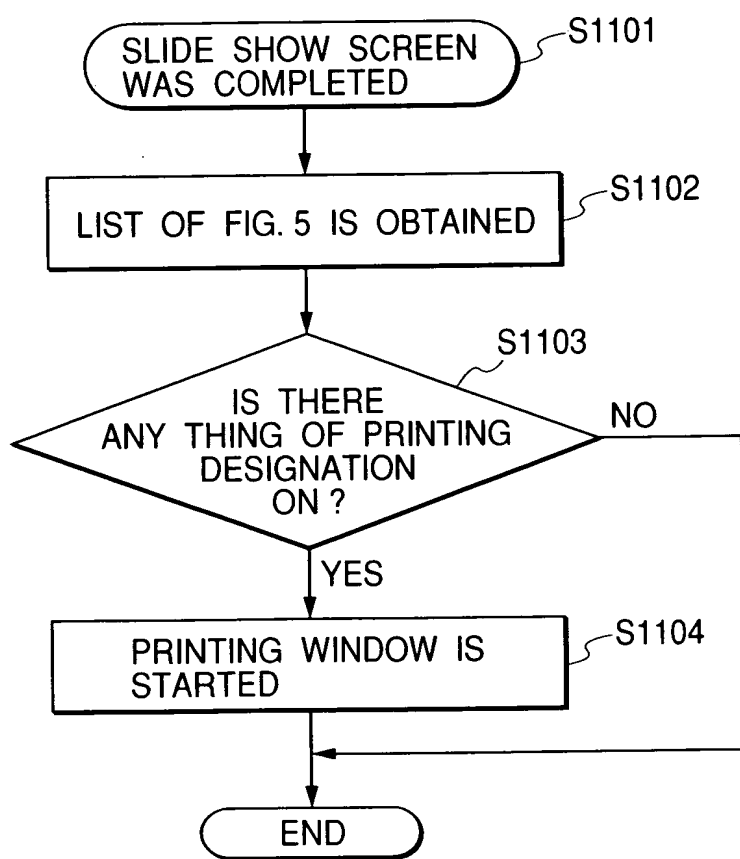 SLIDE SHOW SCREEN
WAS COMPLETED
S1101
LIST OF FIG. 5 IS OBTAINED
S1102
IS THERE
ANY THING OF PRINTING
DESIGNATION
ON ?
S1103
NO
YES
PRINTING WINDOW IS
STARTED
S1104
END